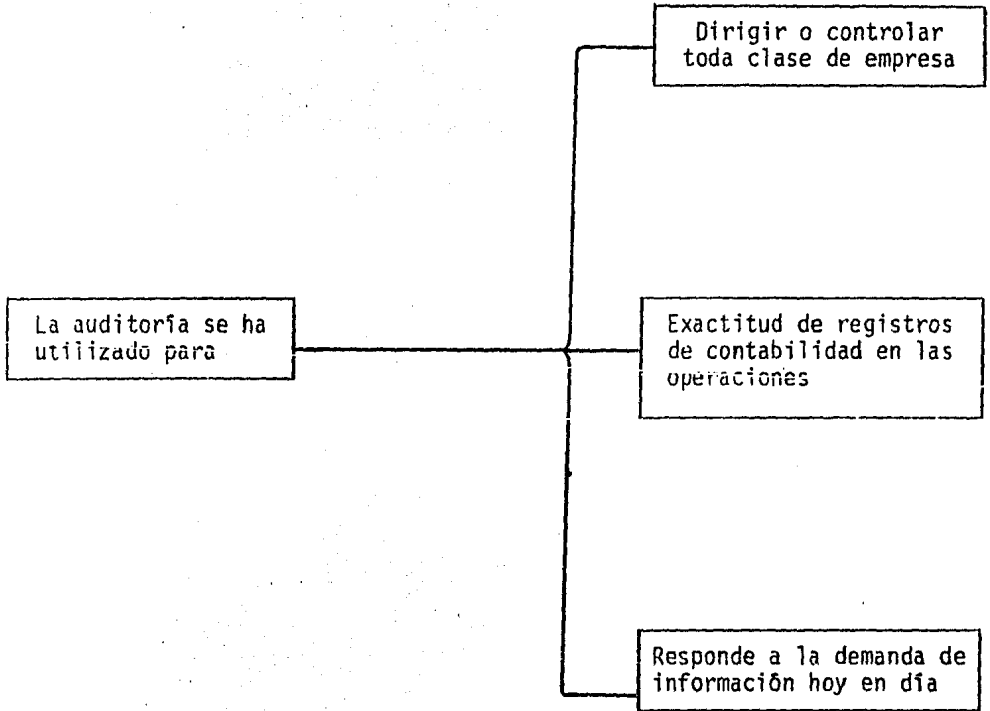 Dirigir o controlar
toda clase de empresa
La auditoría se ha
utilizado para
Exactitud de registros
de contabilidad en las
operaciones
Responde a la demanda de
información hoy en día